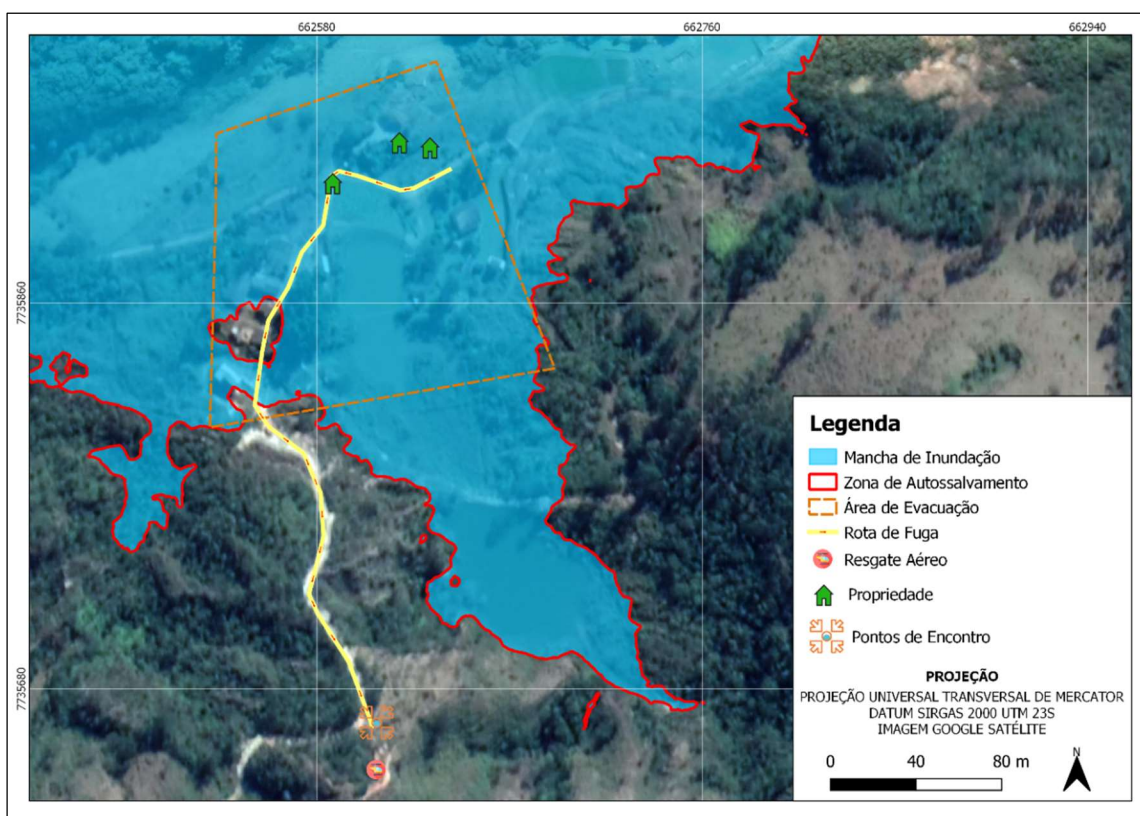 662580
662760
662940
7735860
7735680
Legenda
Mancha de Inundação
Zona de Autossalvamento
Área de Evacuação
Rota de Fuga
Resgate Aéreo
Propriedade
Pontos de Encontro
PROJEÇÃO
PROJEÇÃO UNIVERSAL TRANSVERSAL DE MERCATOR
DATUM SIRGAS 2000 UTM 23S
IMAGEM GOOGLE SATÉLITE
0 40 80 m
N